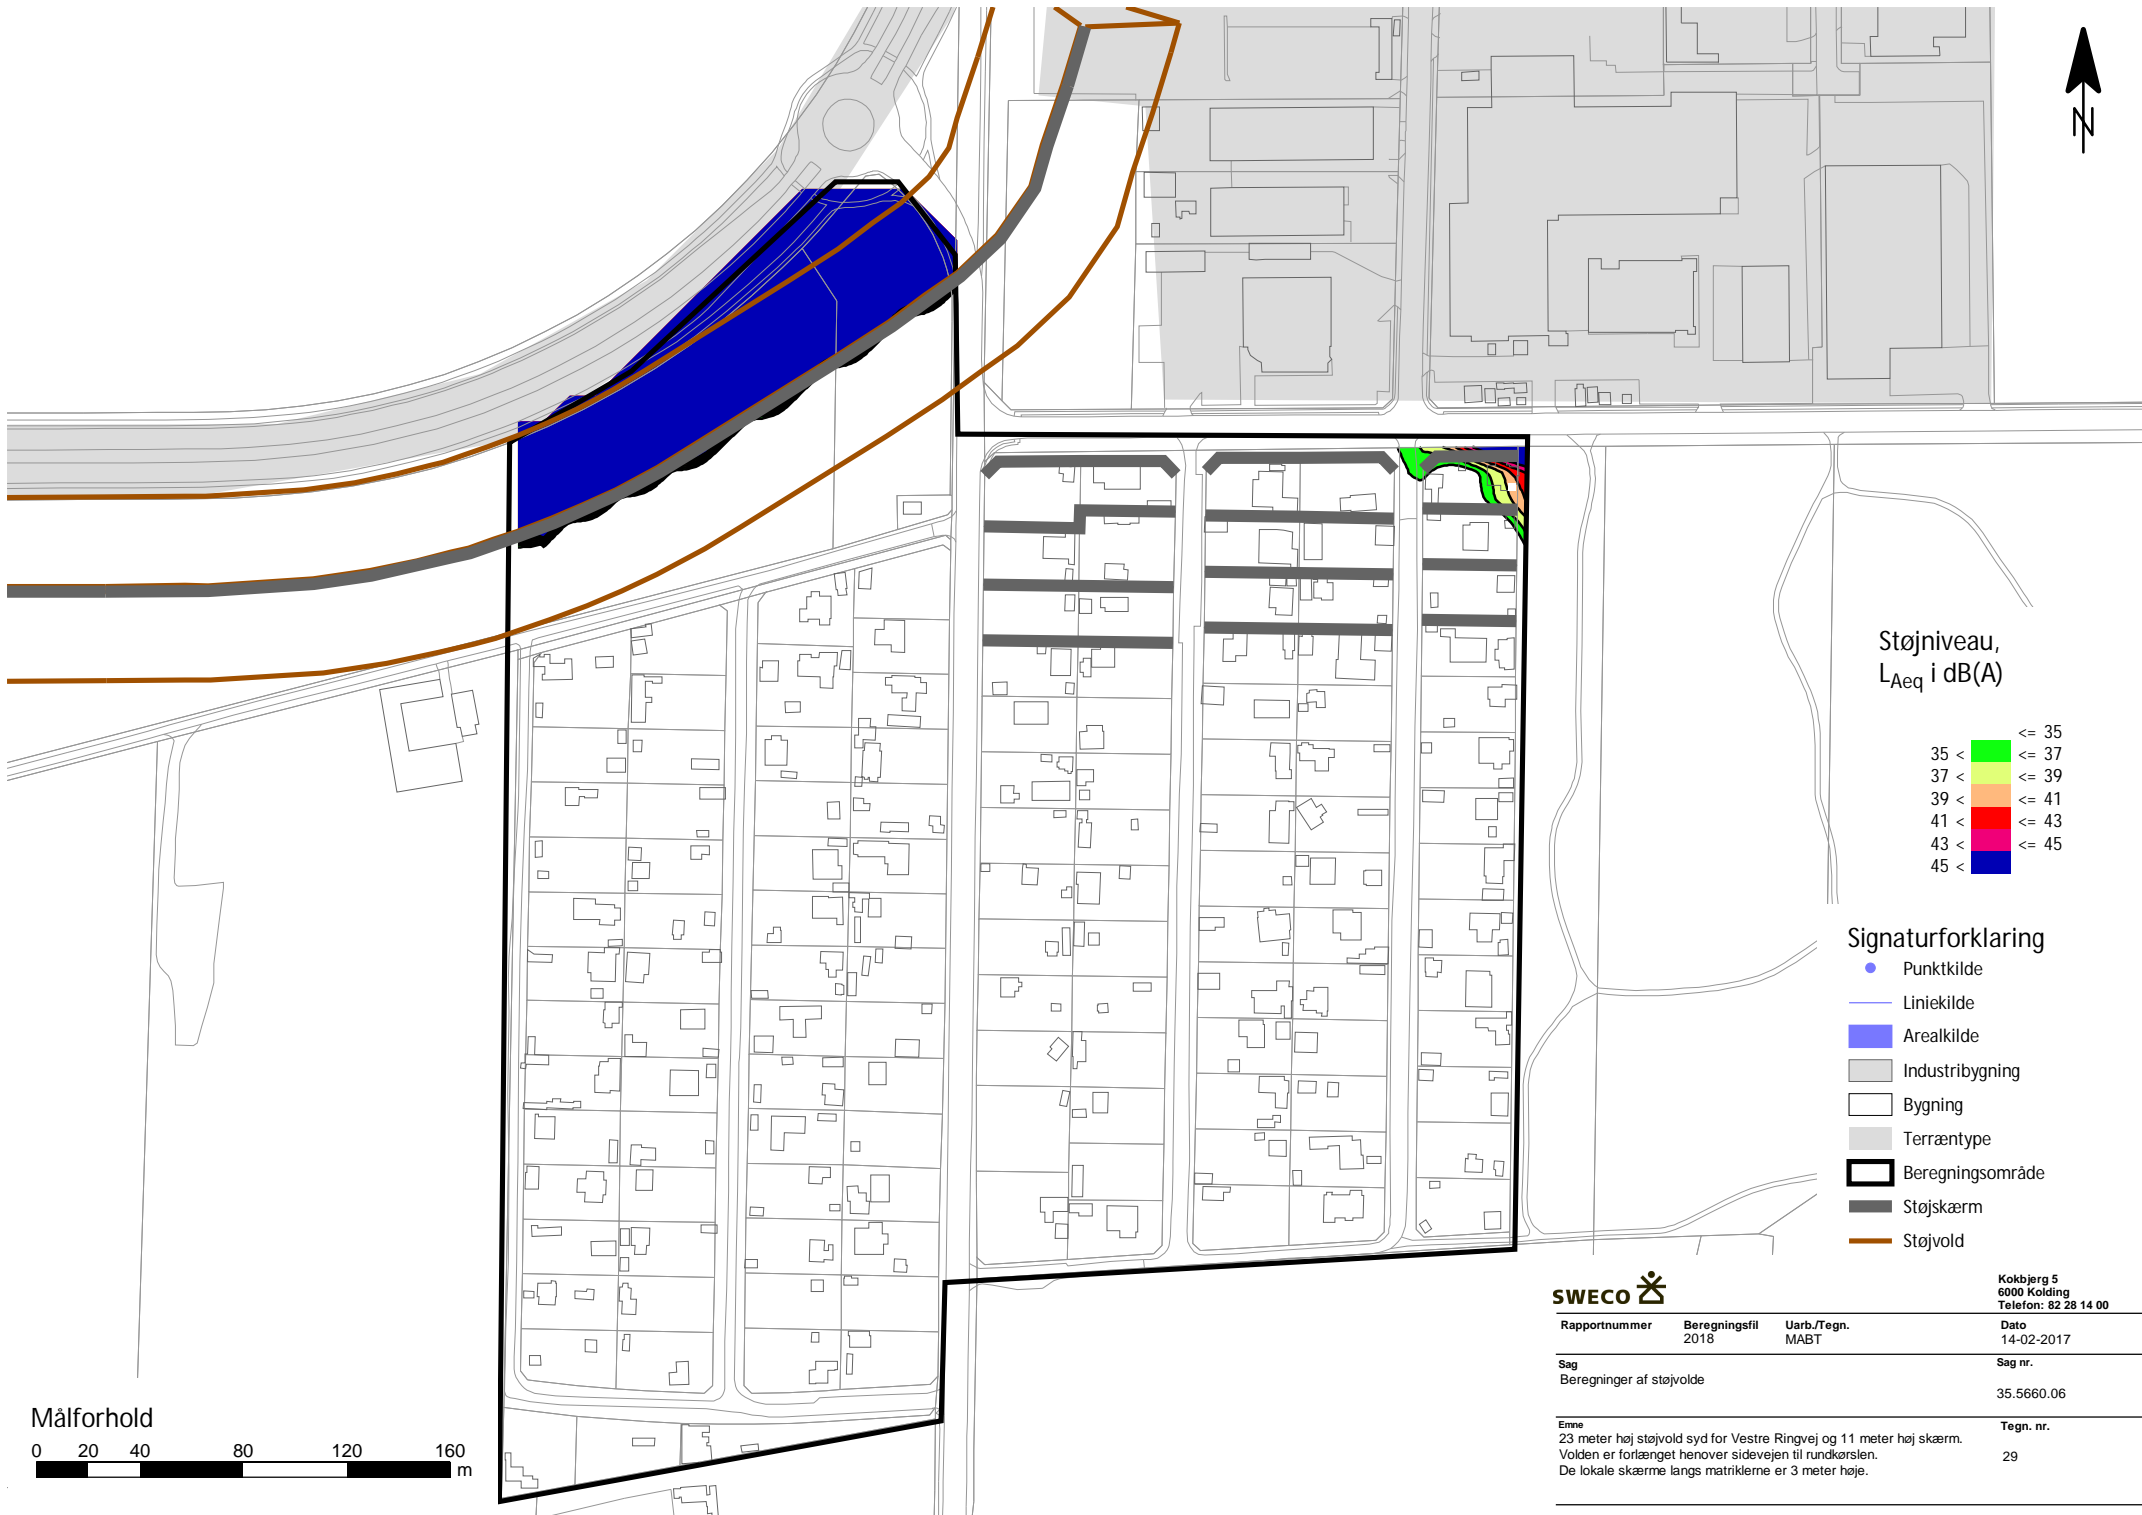 N
Støjniveau,
LAeq i dB(A)
<= 35
35 < <= 37
37 < <= 39
39 < <= 41
41 < <= 43
43 < <= 45
45 <
Signaturforklaring
Punktkilde
Liniekilde
Arealkilde
Industribygning
Bygning
Terræntype
Beregningsområde
Støjskærm
Støjvold
SWECO
Kokbjerg 5
6000 Kolding
Telefon: 82 28 14 00
Rapportnummer Beregningsfil Uarb./Tegn. Dato
2018 MABT 14-02-2017
Sag Sag nr.
Beregninger af støjvolde
35.5660.06
Emne Tegn. nr.
23 meter høj støjvold syd for Vestre Ringvej og 11 meter høj skærm.
Volden er forlænget henover sidevejen til rundkørslen.
29
De lokale skærme langs matriklerne er 3 meter høje.
Målforhold
0 20 40 80 120 160
m